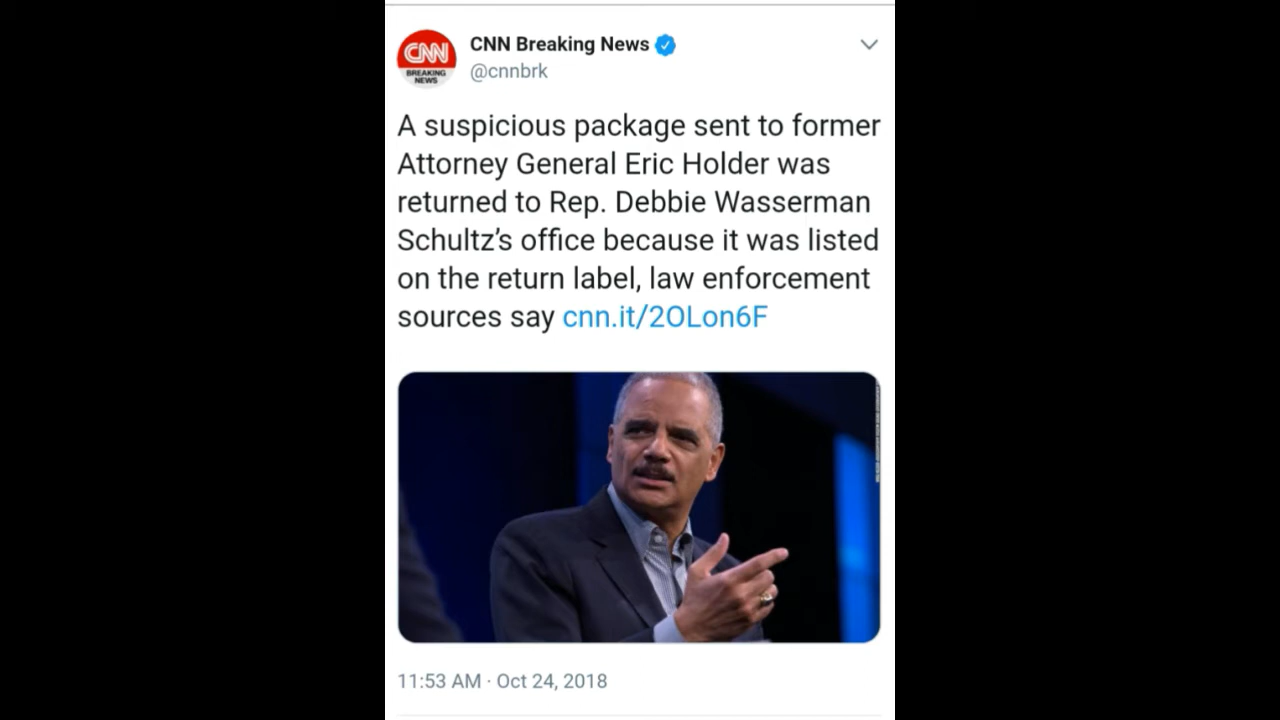 CNN
BREAKING
NEWS
CNN Breaking News
@cnnbrk
A suspicious package sent to former
Attorney General Eric Holder was
returned to Rep. Debbie Wasserman
Schultz’s office because it was listed
on the return label, law enforcement
sources say cnn.it/2OLon6F
11:53 AM · Oct 24, 2018